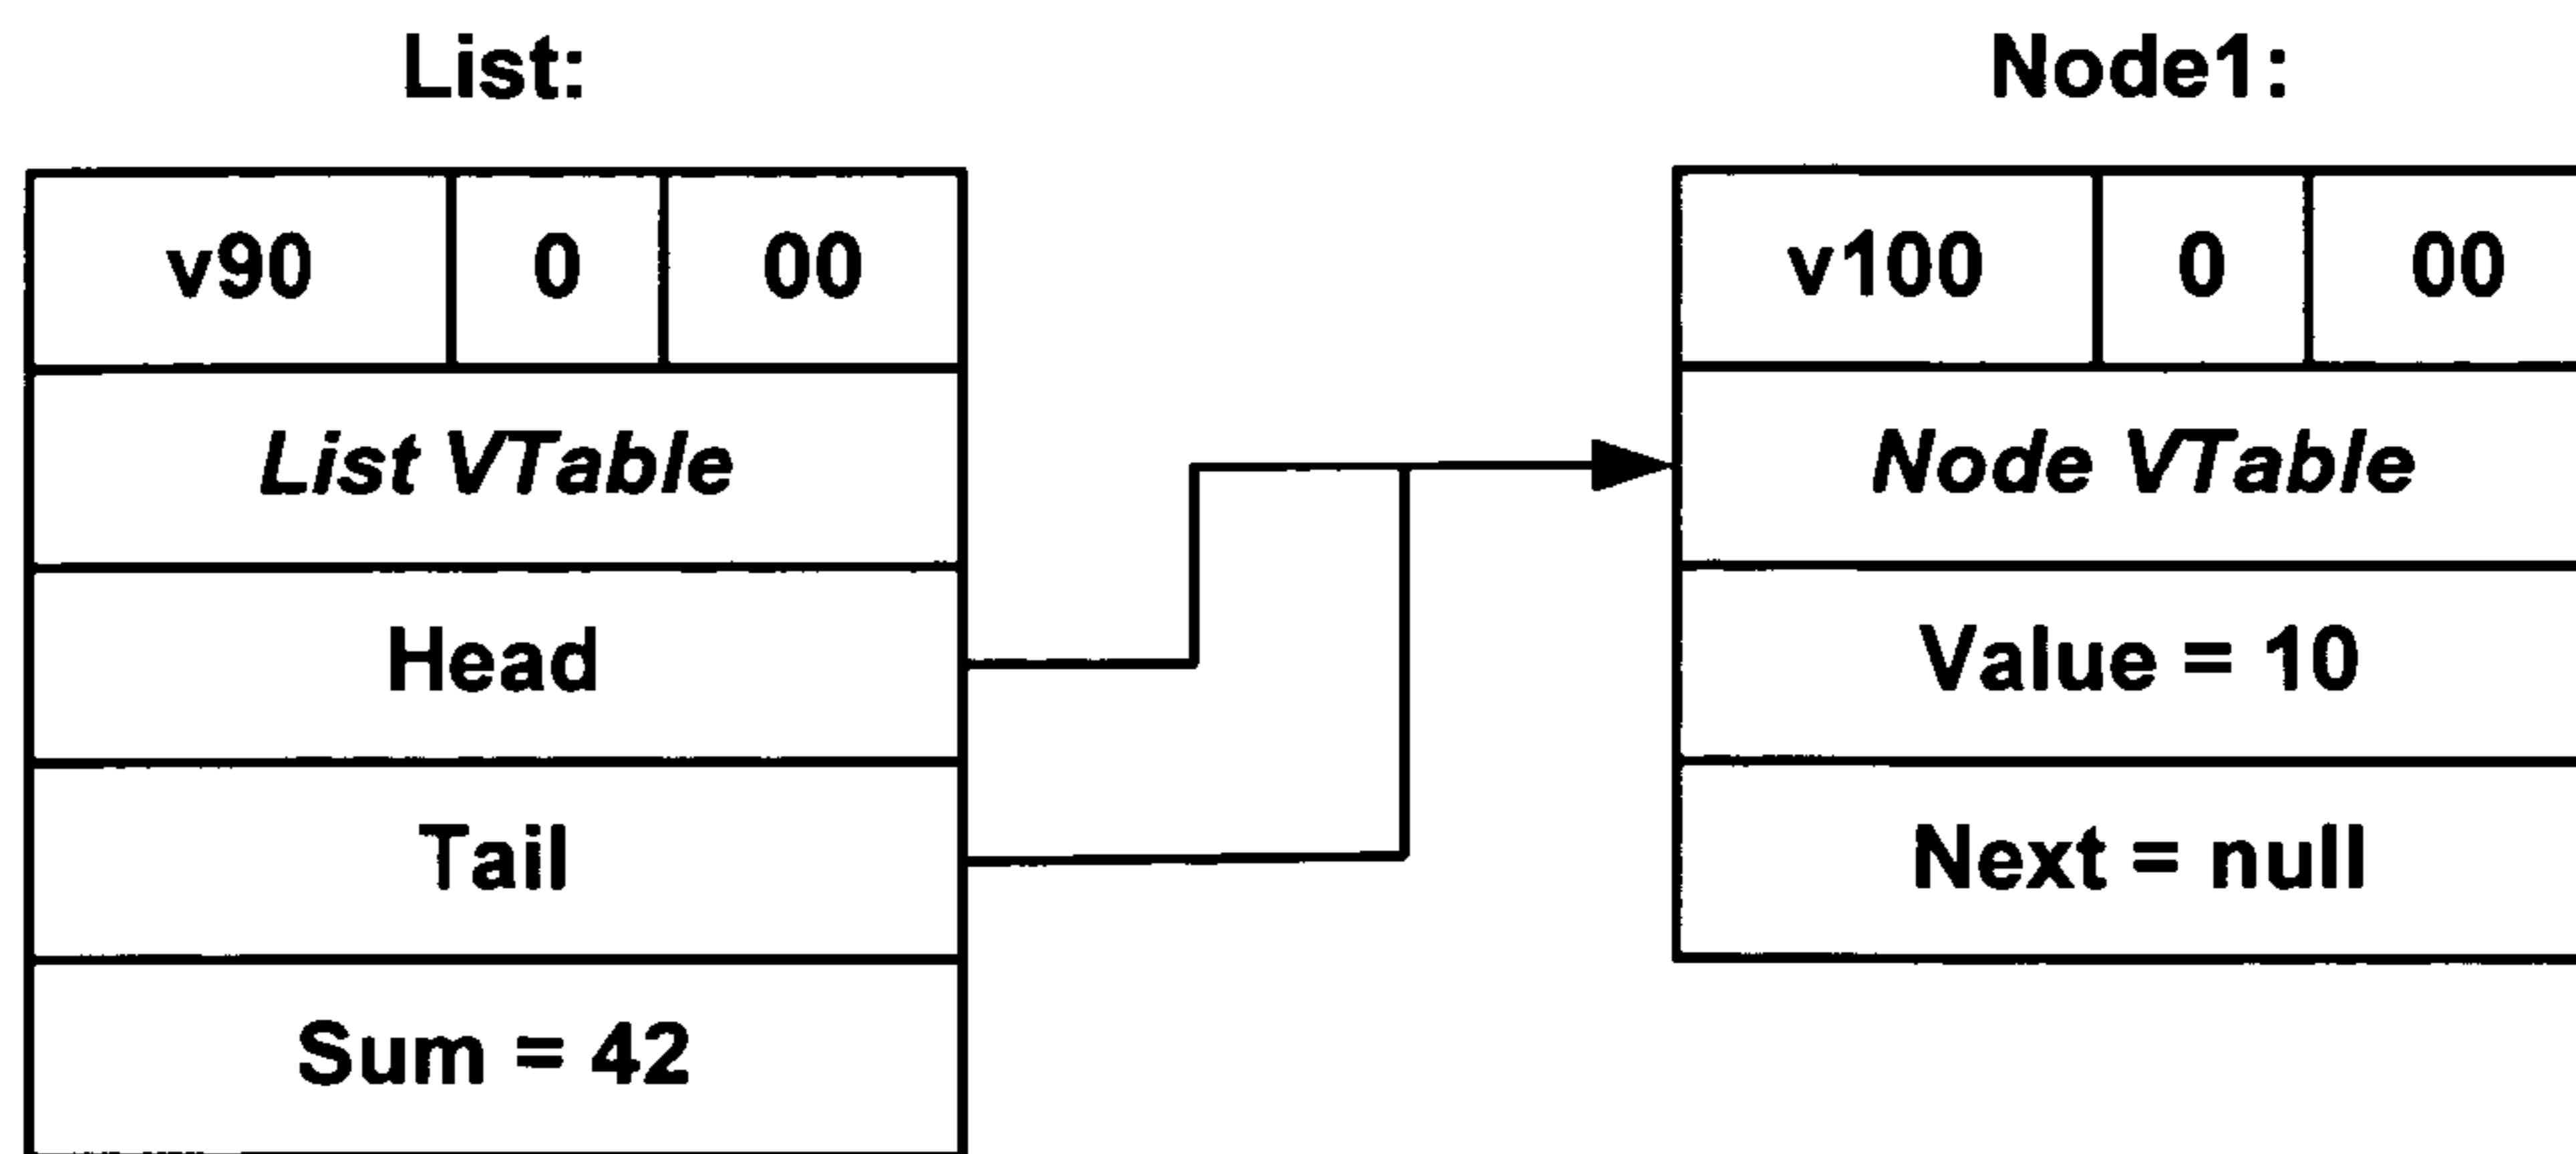 List:
v90 0 00
List VTable
Head
Tail
Sum = 42
Node1:
v100 0 00
Node VTable
Value = 10
Next = null